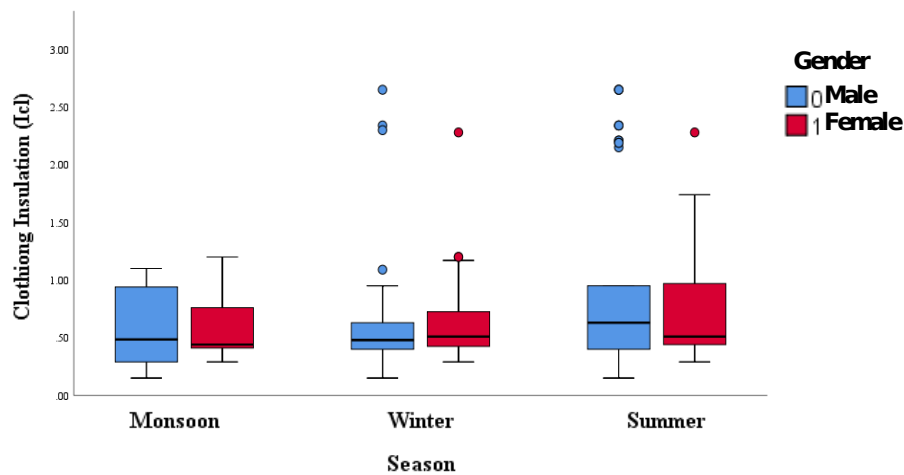 3.00
2.50
2.00
1.50
1.00
.50
.00
Clothiong Insulation (Icl)
Monsoon Winter Summer
Season
Gender
0 Male
1 Female